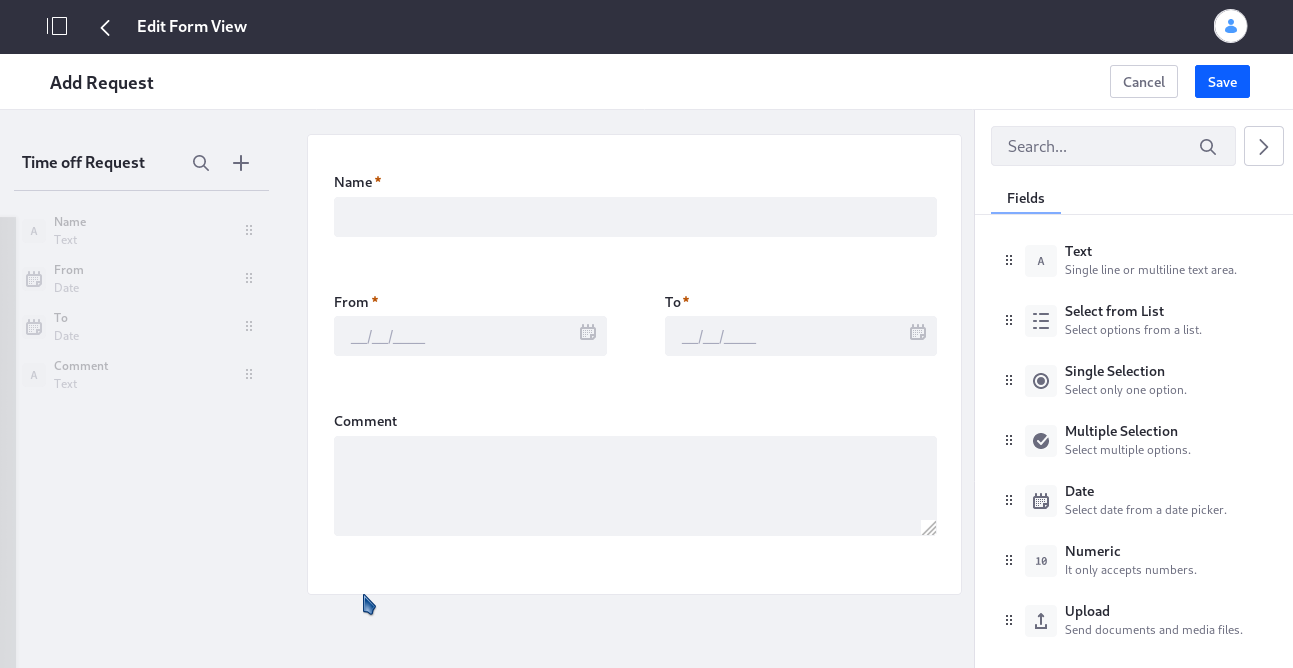 Edit Form View
Add Request
Cancel
Save
Time off Request
A
Name
Text
From
Date
To
Date
A
Comment
Text
Name *
From *
To *
__/__/____
__/__/____
Comment
Search...
Fields
A
Text
Single line or multiline text area.
Select from List
Select options from a list.
Single Selection
Select only one option.
Multiple Selection
Select multiple options.
Date
Select date from a date picker.
10
Numeric
It only accepts numbers.
Upload
Send documents and media files.